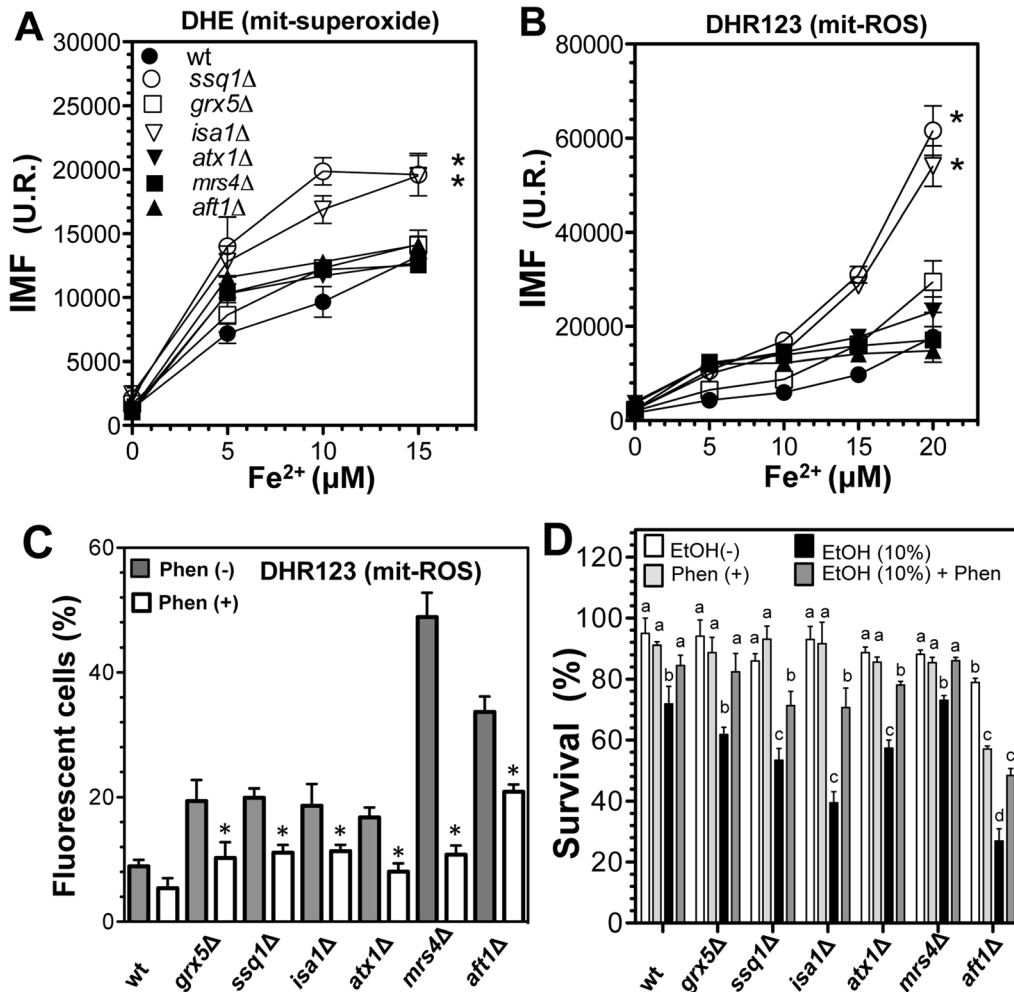 A
DHE (mit-superoxide)
30000
25000
20000
15000
10000
5000
0
IMF
(U.R.)
wt
ssq1Δ
grx5Δ
isa1Δ
atx1Δ
mrs4Δ
aft1Δ
*
*
0 5 10 15
Fe²⁺ (µM)
B
DHR123 (mit-ROS)
80000
60000
40000
20000
0
IMF
(U.R.)
*
*
0 5 10 15 20
Fe²⁺ (µM)
C
DHR123 (mit-ROS)
Phen (-)
Phen (+)
60
40
20
0
Fluorescent cells (%)
* * * * * *
wt grx5Δ ssq1Δ isa1Δ atx1Δ mrs4Δ aft1Δ
D
EtOH(-) EtOH (10%)
Phen (+) EtOH (10%) + Phen
120
100
80
60
40
20
0
Survival (%)
a a b a a a b a a a c b a a c b a a c b a a b a b c d c
wt grx5Δ ssq1Δ isa1Δ atx1Δ mrs4Δ aft1Δ